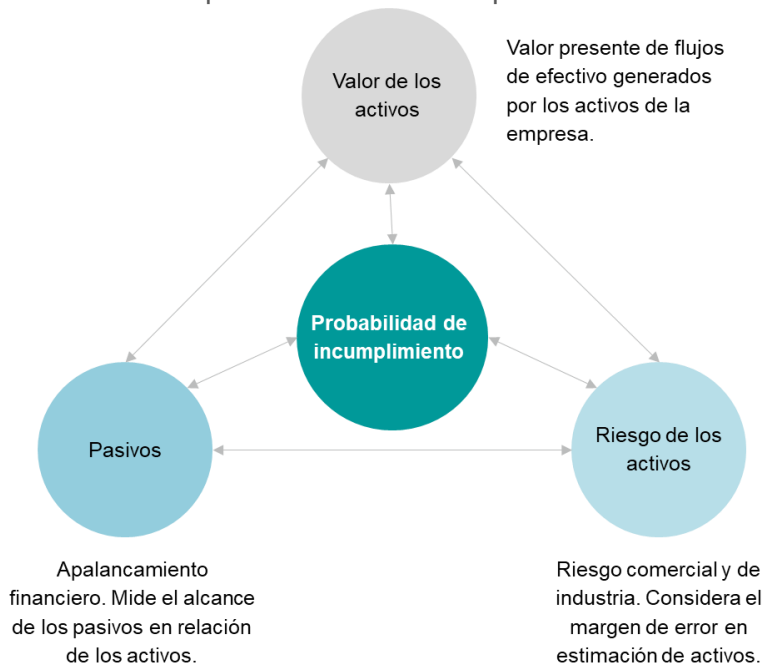 Valor de los
activos
Valor presente de flujos
de efectivo generados
por los activos de la
empresa.
Probabilidad de
incumplimiento
Pasivos
Riesgo de los
activos
Apalancamiento
financiero. Mide el alcance
de los pasivos en relación
de los activos.
Riesgo comercial y de
industria. Considera el
margen de error en
estimación de activos.